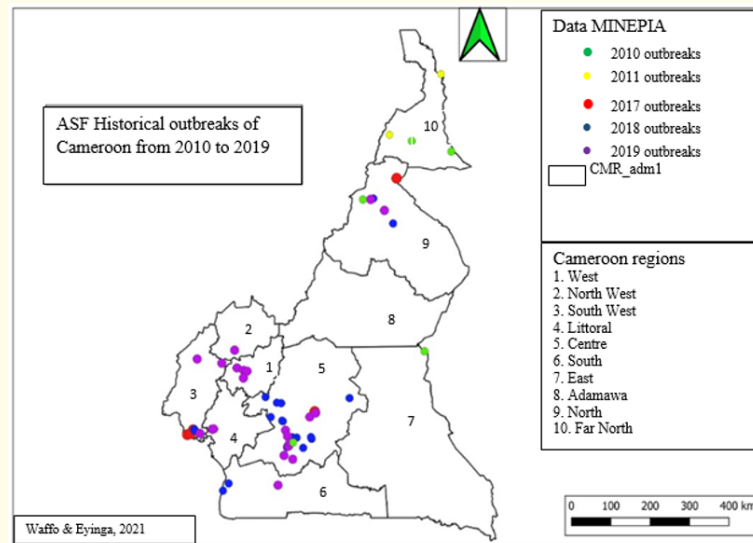 ASF Historical outbreaks of
Cameroon from 2010 to 2019
Data MINEPIA
2010 outbreaks
2011 outbreaks
2017 outbreaks
2018 outbreaks
2019 outbreaks
CMR_adm1
Cameroon regions
1. West
2. North West
3. South West
4. Littoral
5. Centre
6. South
7. East
8. Adamawa
9. North
10. Far North
10
9
8
2
1
5
3
4
7
6
Waffo & Eyinga, 2021
0 100 200 300 400 km